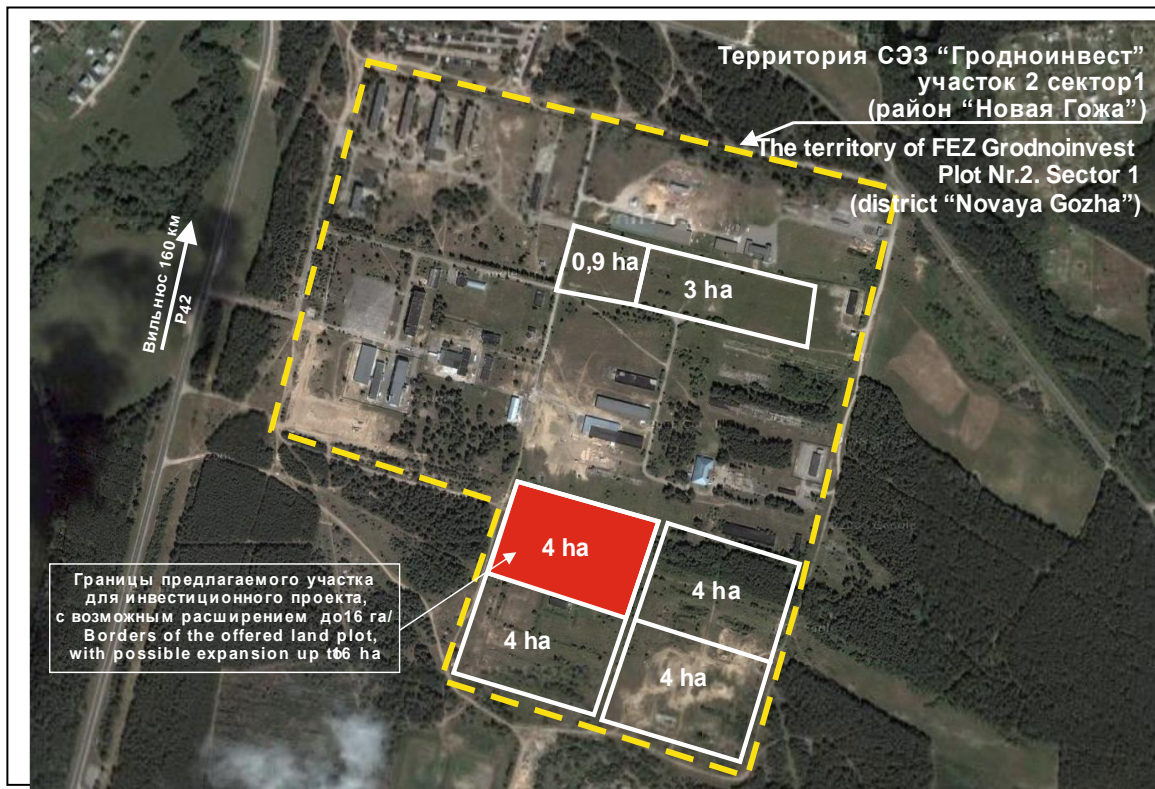 Территория СЭЗ “Гродноинвест”
участок 2 сектор1
(район “Новая Гожа”)
The territory of FEZ Grodnoinvest
Plot Nr.2. Sector 1
(district “Novaya Gozha”)
Вильнюс 160 км
Р42
0,9 ha
3 ha
4 ha
4 ha
4 ha
4 ha
Границы предлагаемого участка
для инвестиционного проекта,
с возможным расширением до16 га/
Borders of the offered land plot,
with possible expansion up to16 ha